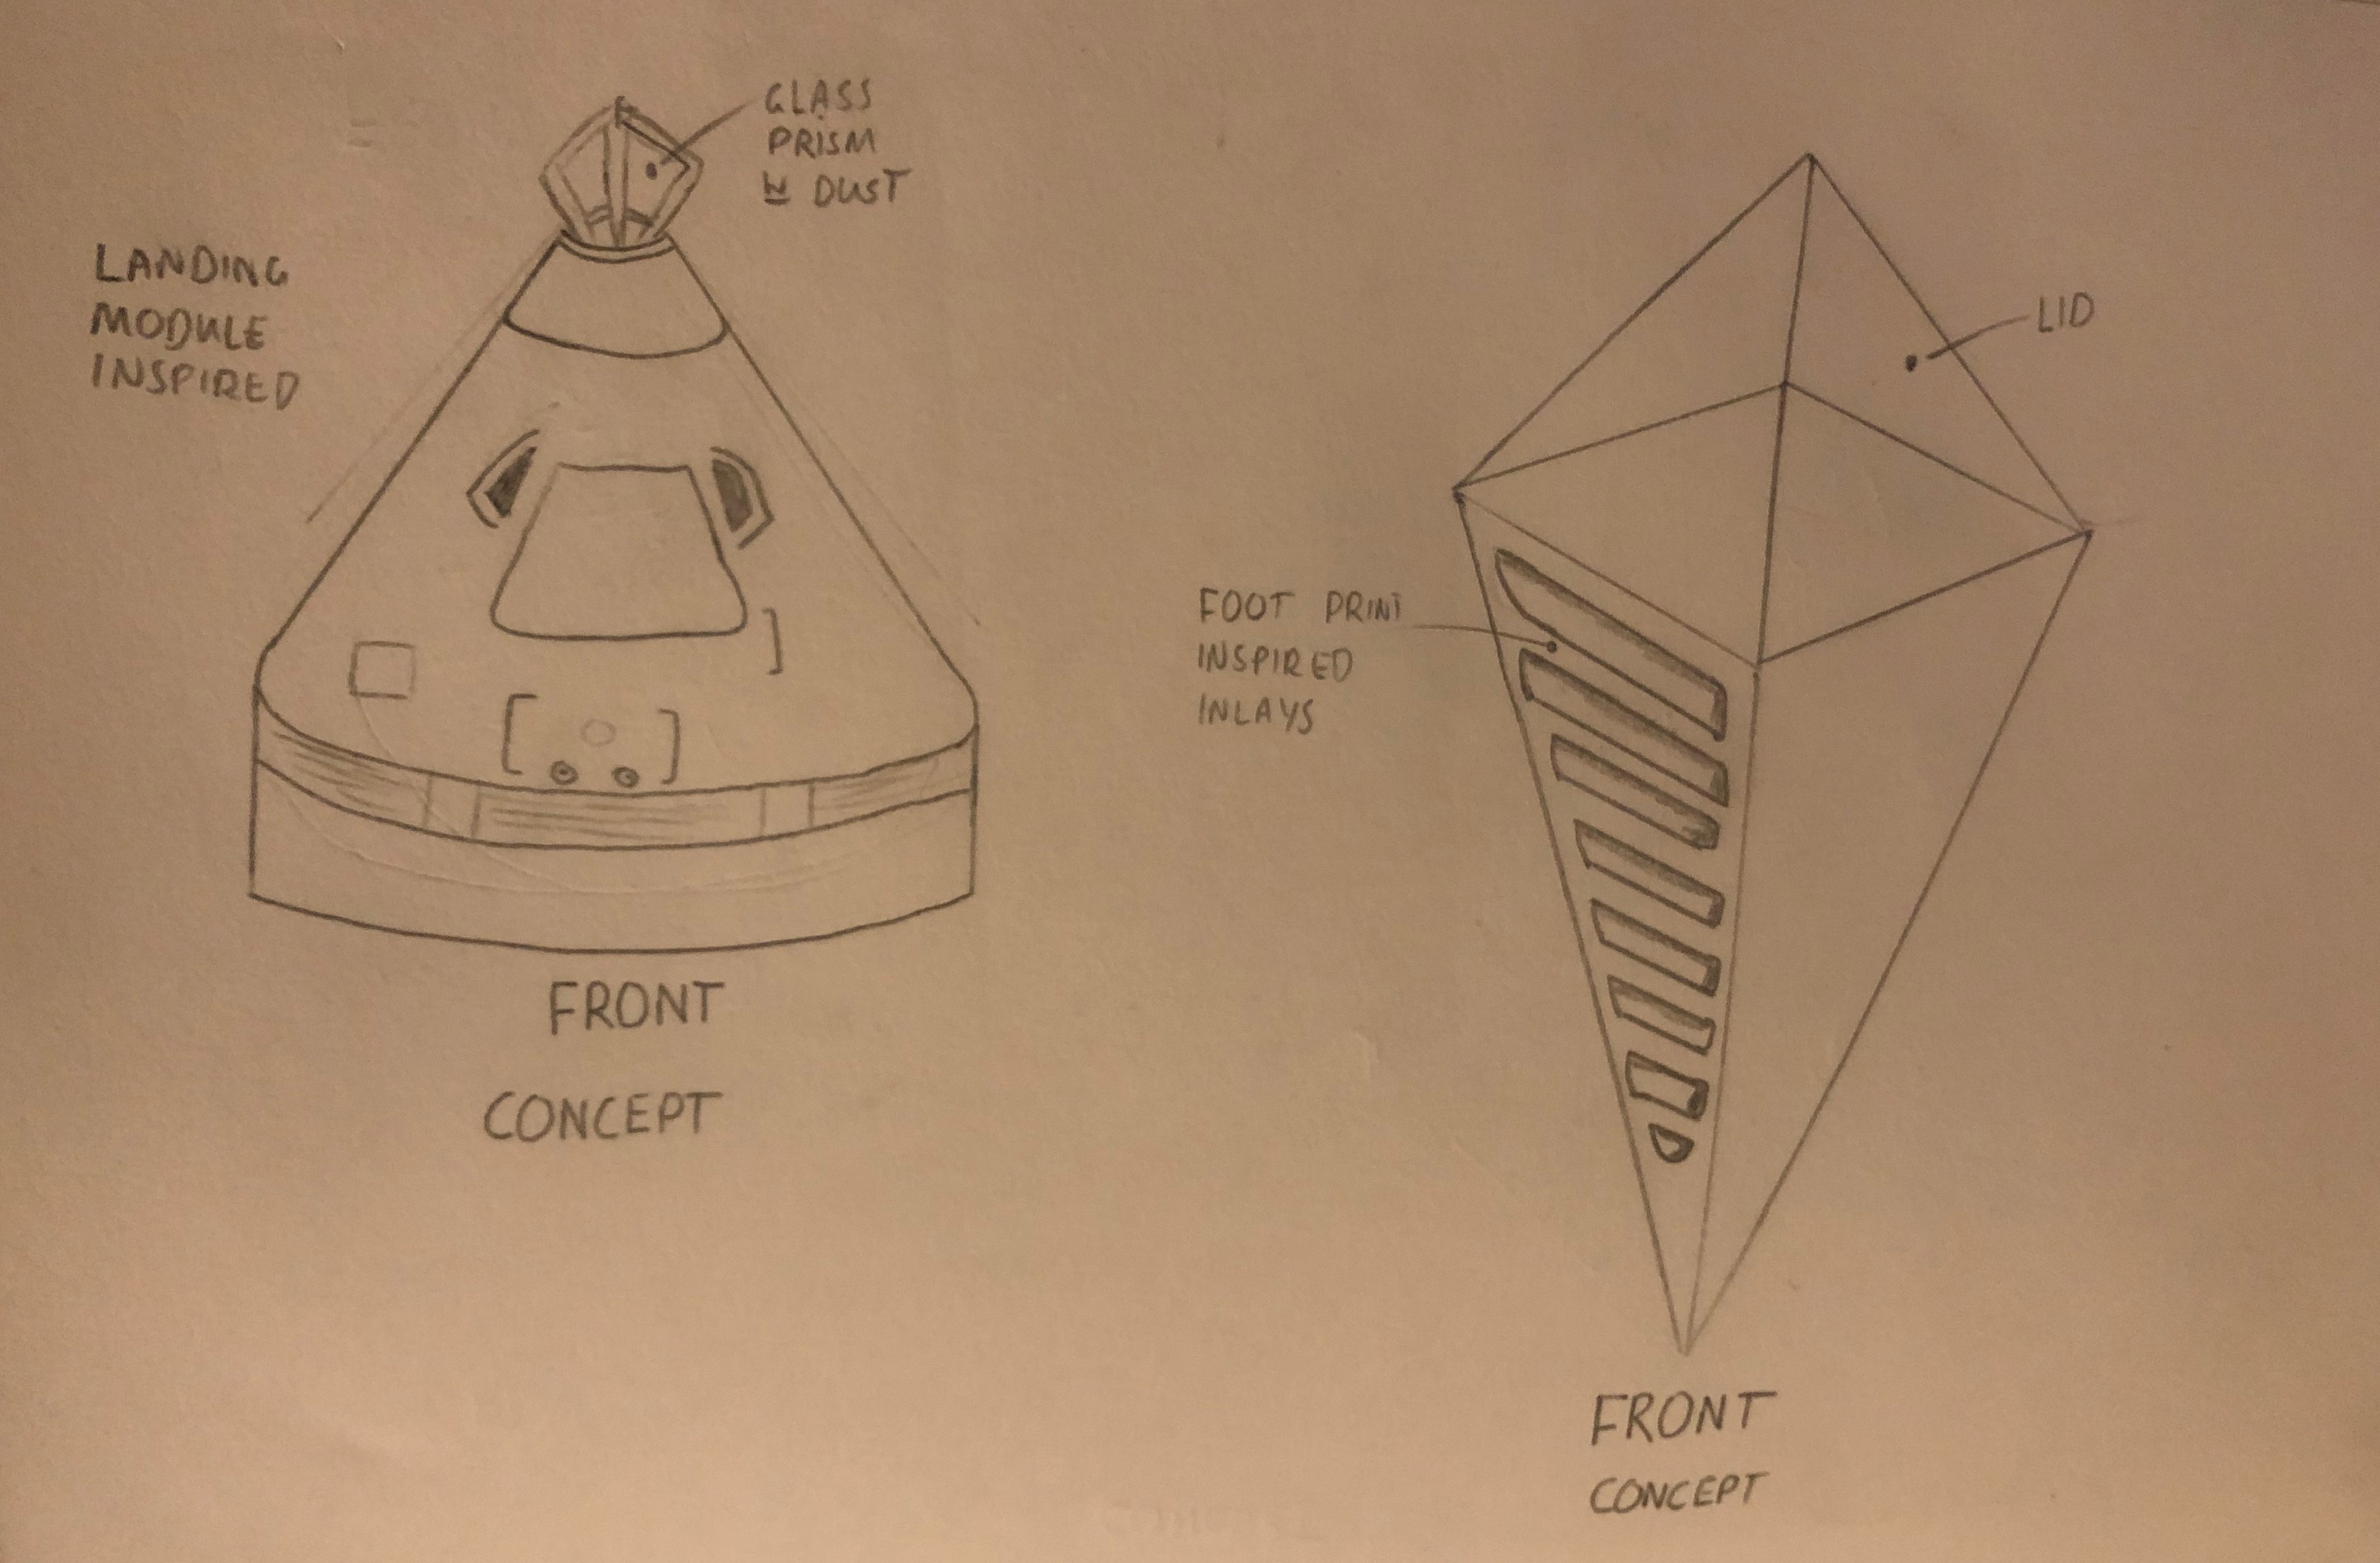 GLASS
PRISM
W DUST
LANDING
MODULE
INSPIRED
FRONT
CONCEPT
LID
FOOT PRINT
INSPIRED
INLAYS
FRONT
CONCEPT